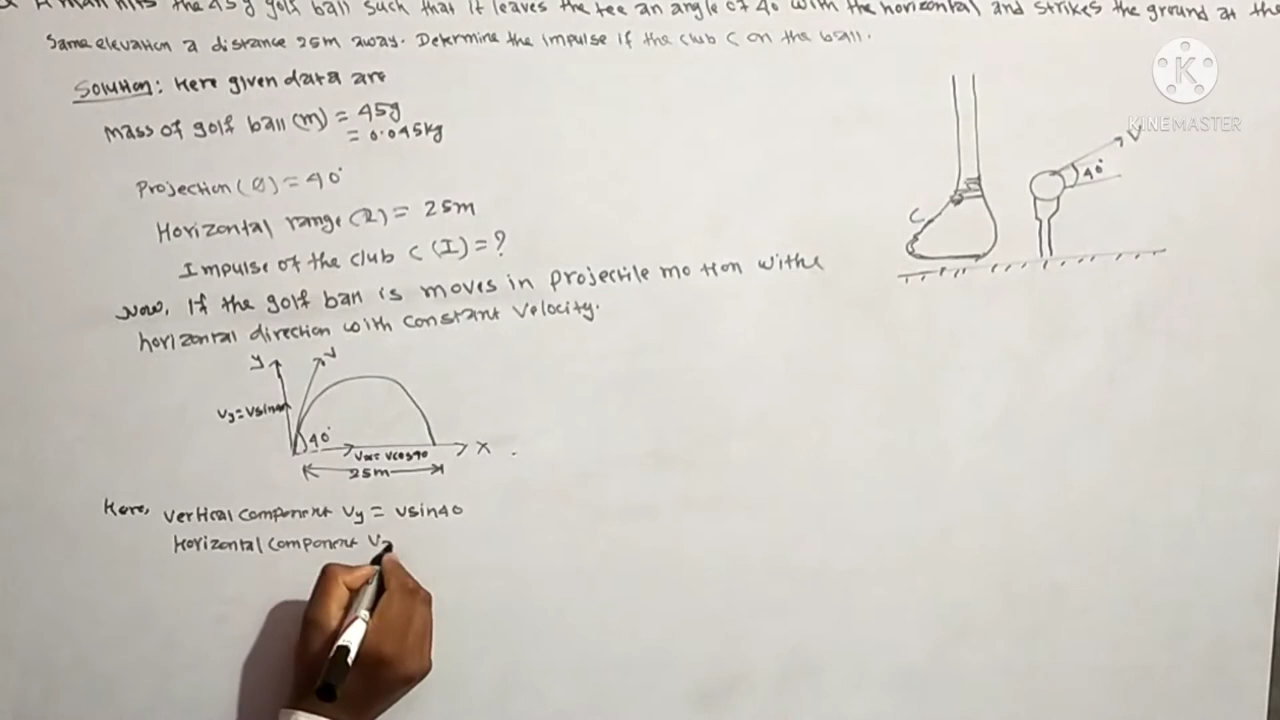 A man hits the 45 g golf ball such that it leaves the tee an angle of 40° with the horizontal and strikes the ground at the
Same elevation a distance 25m away. Determine the impulse if the club C on the ball.
Solution: Here given data are
Mass of golf ball (m) = 45g
= 0.045kg
Projection (θ) = 40°
Horizontal range (R) = 25m
Impulse of the club C (I) = ?
Now, If the golf ball is moves in projectile motion withe
horizontal direction with constant velocity.
y
V
Vy = Vsin40
40°
Vx = Vcos40
X
25m
Here, Vertical component Vy = Vsin40
Horizontal component V
C
V
40°
K
KINEMASTER